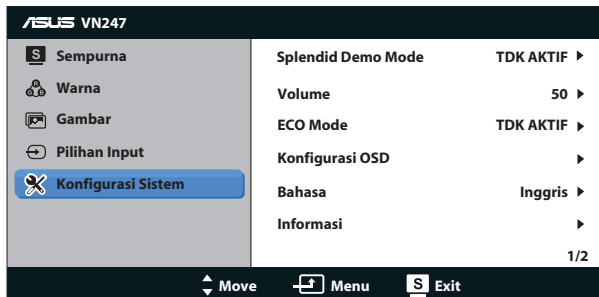 ASUS VN247
S Sempurna
Warna
Gambar
Pilihan Input
Konfigurasi Sistem
Splendid Demo Mode TDK AKTIF
Volume 50
ECO Mode TDK AKTIF
Konfigurasi OSD
Bahasa Inggris
Informasi
1/2
Move Menu S Exit